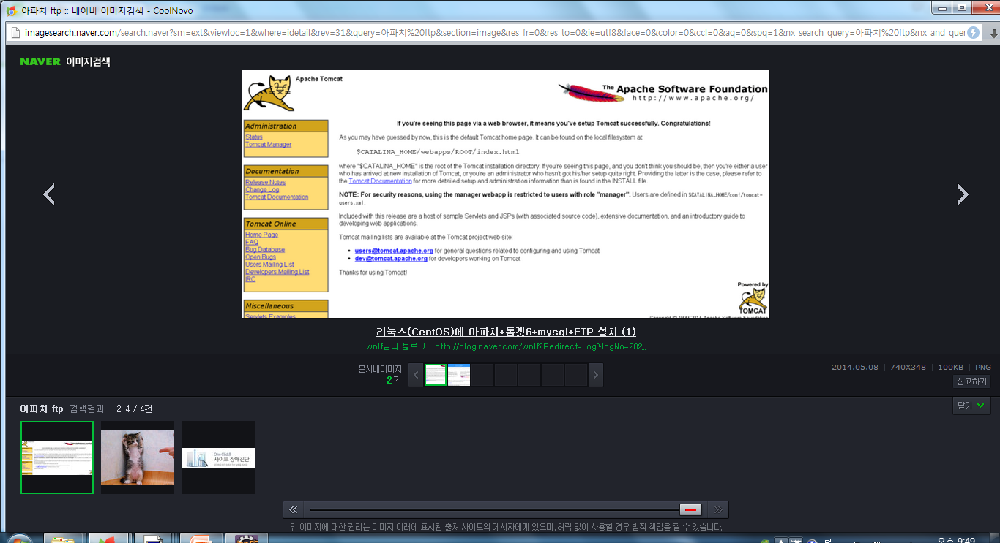 아파치 ftp :: 네이버 이미지검색 - CoolNovo
imagesearch.naver.com/search.naver?sm=ext&viewloc=1&where=idetail&rev=31&query=아파치%20ftp&section=image&res_fr=0&res_to=0&ie=utf8&face=0&color=0&ccl=0&aq=0&spq=1&nx_search_query=아파치%20ftp&nx_and_que
NAVER 이미지검색
Apache Tomcat
The Apache Software Foundation
http://www.apache.org/
Administration
Status
Tomcat Manager
Documentation
Release Notes
Change Log
Tomcat Documentation
Tomcat Online
Home Page
FAQ
Bug Database
Open Bugs
Users Mailing List
Developers Mailing List
IRC
Miscellaneous
Servlets Examples
If you're seeing this page via a web browser, it means you've setup Tomcat successfully. Congratulations!
As you may have guessed by now, this is the default Tomcat home page. It can be found on the local filesystem at:
$CATALINA_HOME/webapps/ROOT/index.html
where "$CATALINA_HOME" is the root of the Tomcat installation directory. If you're seeing this page, and you don't think you should be, then you're either a user
who has arrived at new installation of Tomcat, or you're an administrator who hasn't got his/her setup quite right. Providing the latter is the case, please refer to
the Tomcat Documentation for more detailed setup and administration information than is found in the INSTALL file.
NOTE: For security reasons, using the manager webapp is restricted to users with role "manager". Users are defined in $CATALINA_HOME/conf/tomcat-
users.xml.
Included with this release are a host of sample Servlets and JSPs (with associated source code), extensive documentation, and an introductory guide to
developing web applications.
Tomcat mailing lists are available at the Tomcat project web site:
• users@tomcat.apache.org for general questions related to configuring and using Tomcat
• dev@tomcat.apache.org for developers working on Tomcat
Thanks for using Tomcat!
Powered by
TOMCAT
Copyright © 1999-2014 Apache Software Foundation
리눅스(CentOS)에 아파치+톰캣6+mysql+FTP 설치 (1)
wnlf님의 블로그 | http://blog.naver.com/wnlf?Redirect=Log&logNo=202...
문서내이미지
2건
2014.05.08 | 740X348 | 100KB | PNG
신고하기
아파치 ftp 검색결과 | 2-4 / 4건
닫기
One Click!!
사이트 장애진단
위 이미지에 대한 권리는 이미지 아래에 표시된 출처 사이트의 게시자에게 있으며, 허락 없이 사용할 경우 법적 책임을 질 수 있습니다.
오후 9:49